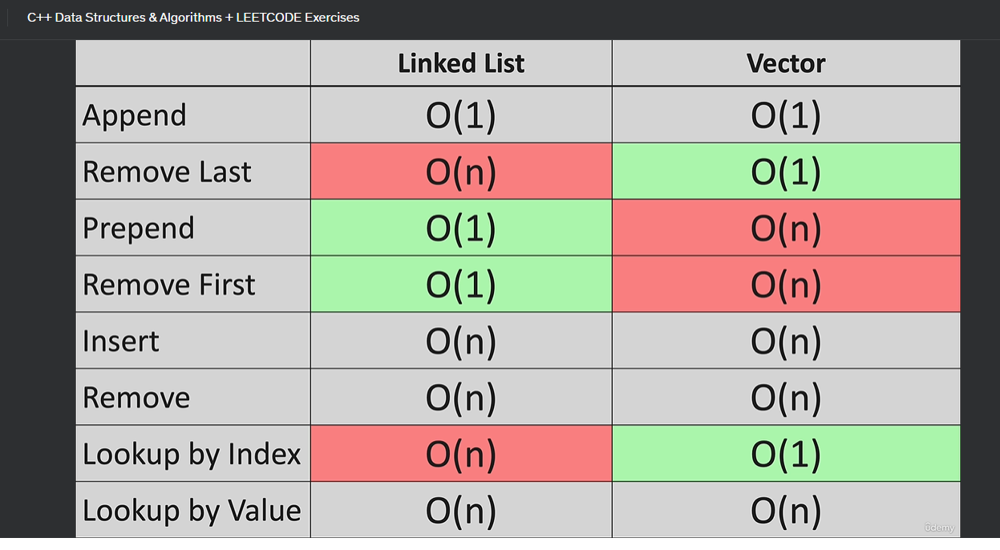 C++ Data Structures & Algorithms + LEETCODE Exercises
Linked List Vector
Append O(1) O(1)
Remove Last O(n) O(1)
Prepend O(1) O(n)
Remove First O(1) O(n)
Insert O(n) O(n)
Remove O(n) O(n)
Lookup by Index O(n) O(1)
Lookup by Value O(n) O(n)
ûdemy